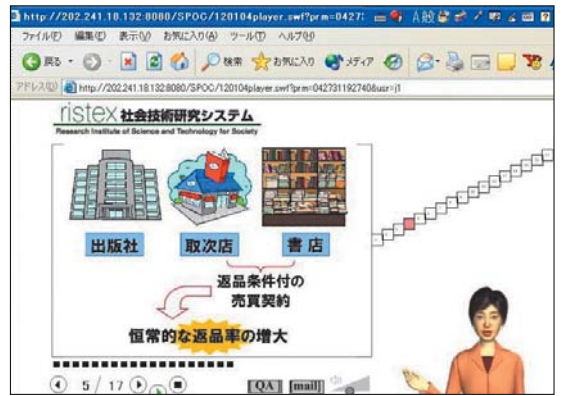 http://202.241.18.132:8080/SPOC/120104player.swf?prm=04273 A般
ファイル(F) 編集(E) 表示(V) お気に入り(A) ツール(T) ヘルプ(H)
戻る 検索 お気に入り メディア
アドレス(D) http://202.241.18.132:8080/SPOC/120104player.swf?prm=042731192740&usr=j1
ristex 社会技術研究システム
Research Institute of Science and Technology for Society
出版社 取次店 書店
返品条件付の
売買契約
恒常的な返品率の増大
5 / 17 QA mail